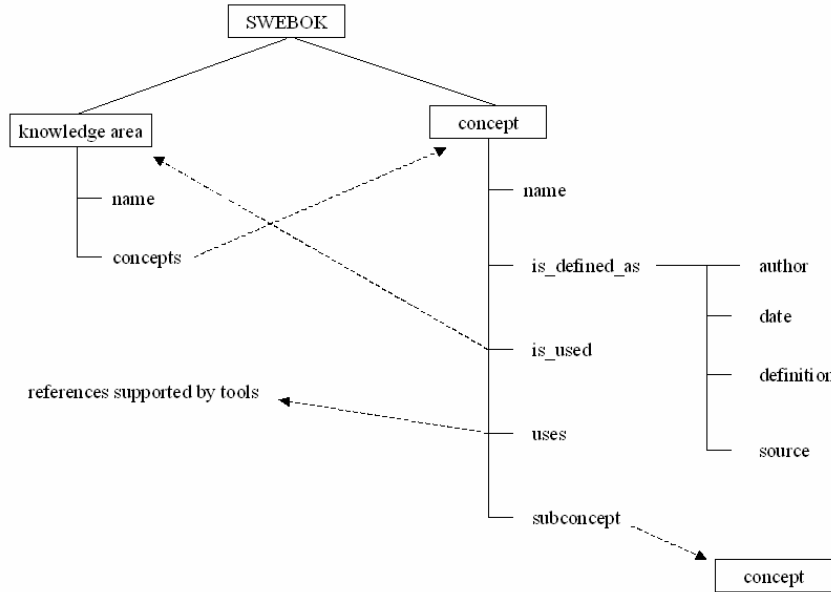 SWEBOK
knowledge area
concept
name
concepts
name
is_defined_as
author
date
definition
source
is_used
references supported by tools
uses
subconcept
concept